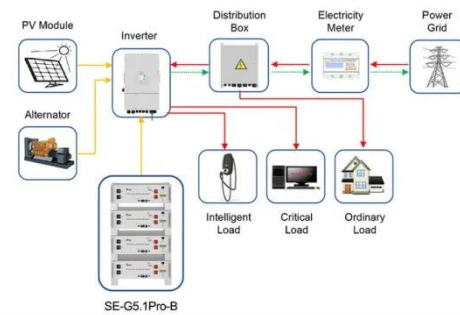 PV Module
Inverter
Distribution
Box
Electricity
Meter
Power
Grid
Alternator
Intelligent
Load
Critical
Load
Ordinary
Load
SE-G5.1Pro-B